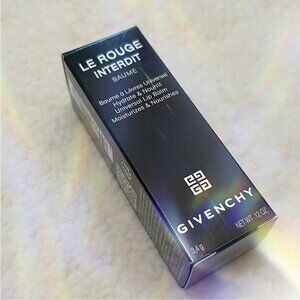 LE ROUGE
INTERDIT
BAUME
Baume à Lèvres Universel
Hydrate & Nourrit
Universal Lip Balm
Moisturizes & Nourishes
GIVENCHY
3.4g
NET WT. .12 OZ